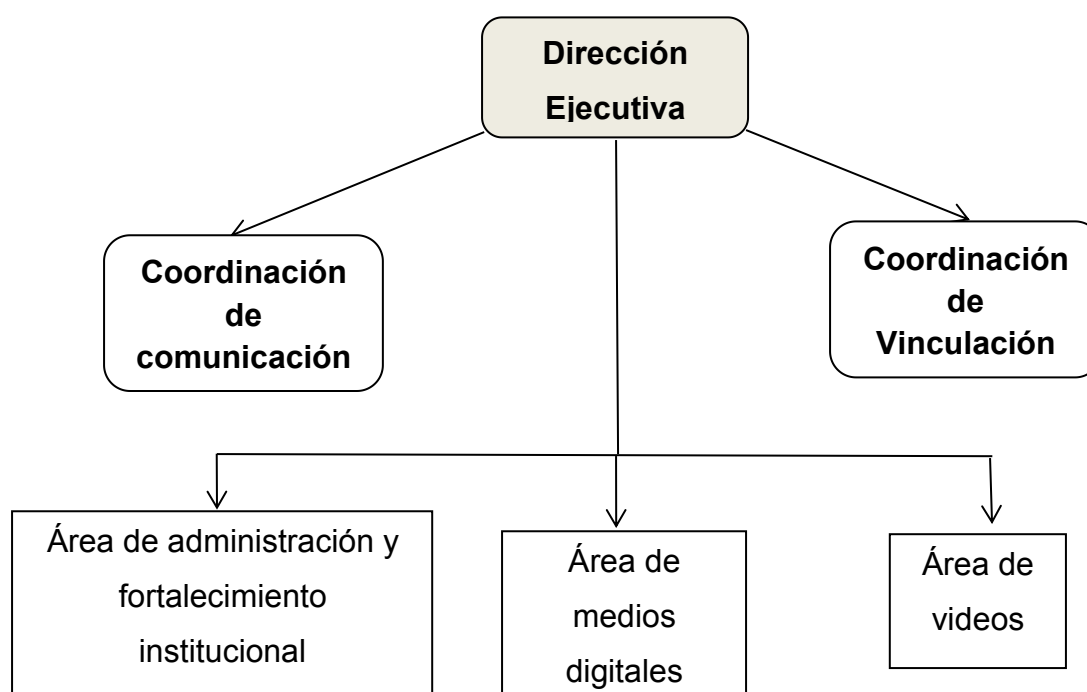 Dirección
Ejecutiva
Coordinación
de
comunicación
Coordinación
de
Vinculación
Área de administración y
fortalecimiento
institucional
Área de
medios
digitales
Área de
videos